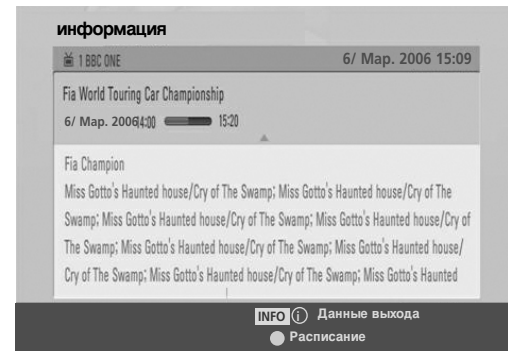 информация
1 BBC ONE 6/ Мар. 2006 15:09
Fia World Touring Car Championship
6/ Мар. 2006 14:00 15:20
Fia Champion
Miss Gotto's Haunted house/Cry of The Swamp; Miss Gotto's Haunted house/Cry of The
Swamp; Miss Gotto's Haunted house/Cry of The Swamp; Miss Gotto's Haunted house/Cry of
The Swamp; Miss Gotto's Haunted house/Cry of The Swamp; Miss Gotto's Haunted house/
Cry of The Swamp; Miss Gotto's Haunted house/Cry of The Swamp; Miss Gotto's Haunted
INFO i Данные выхода
Расписание